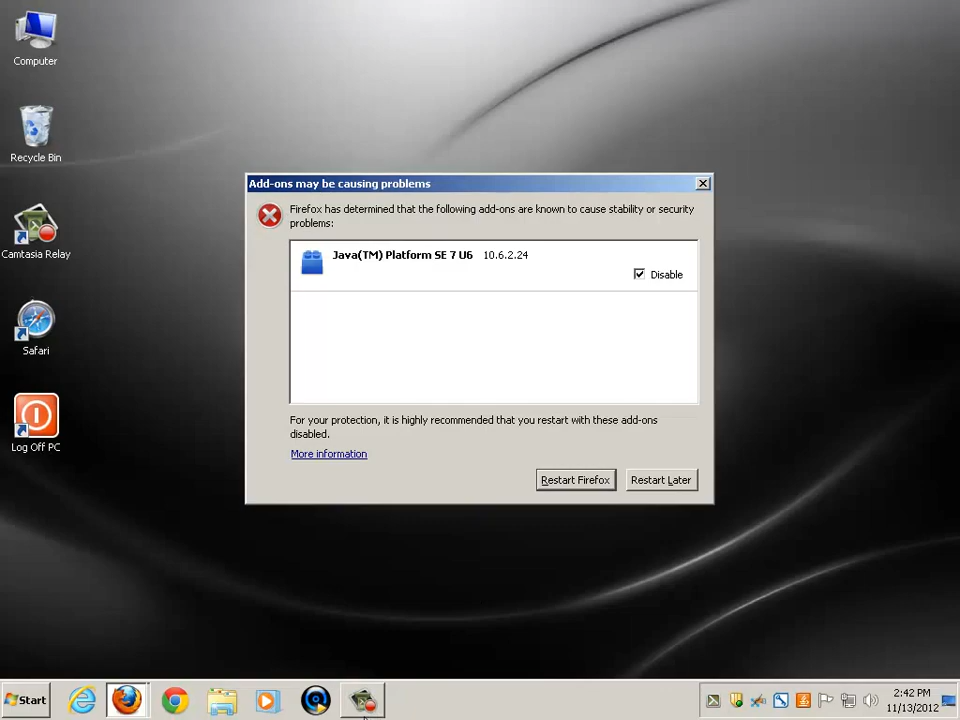 Computer
Recycle Bin
Camtasia Relay
Safari
Log Off PC
Add-ons may be causing problems
Firefox has determined that the following add-ons are known to cause stability or security
problems:
Java(TM) Platform SE 7 U6 10.6.2.24
Disable
For your protection, it is highly recommended that you restart with these add-ons
disabled.
More information
Restart Firefox Restart Later
Start
2:42 PM
11/13/2012